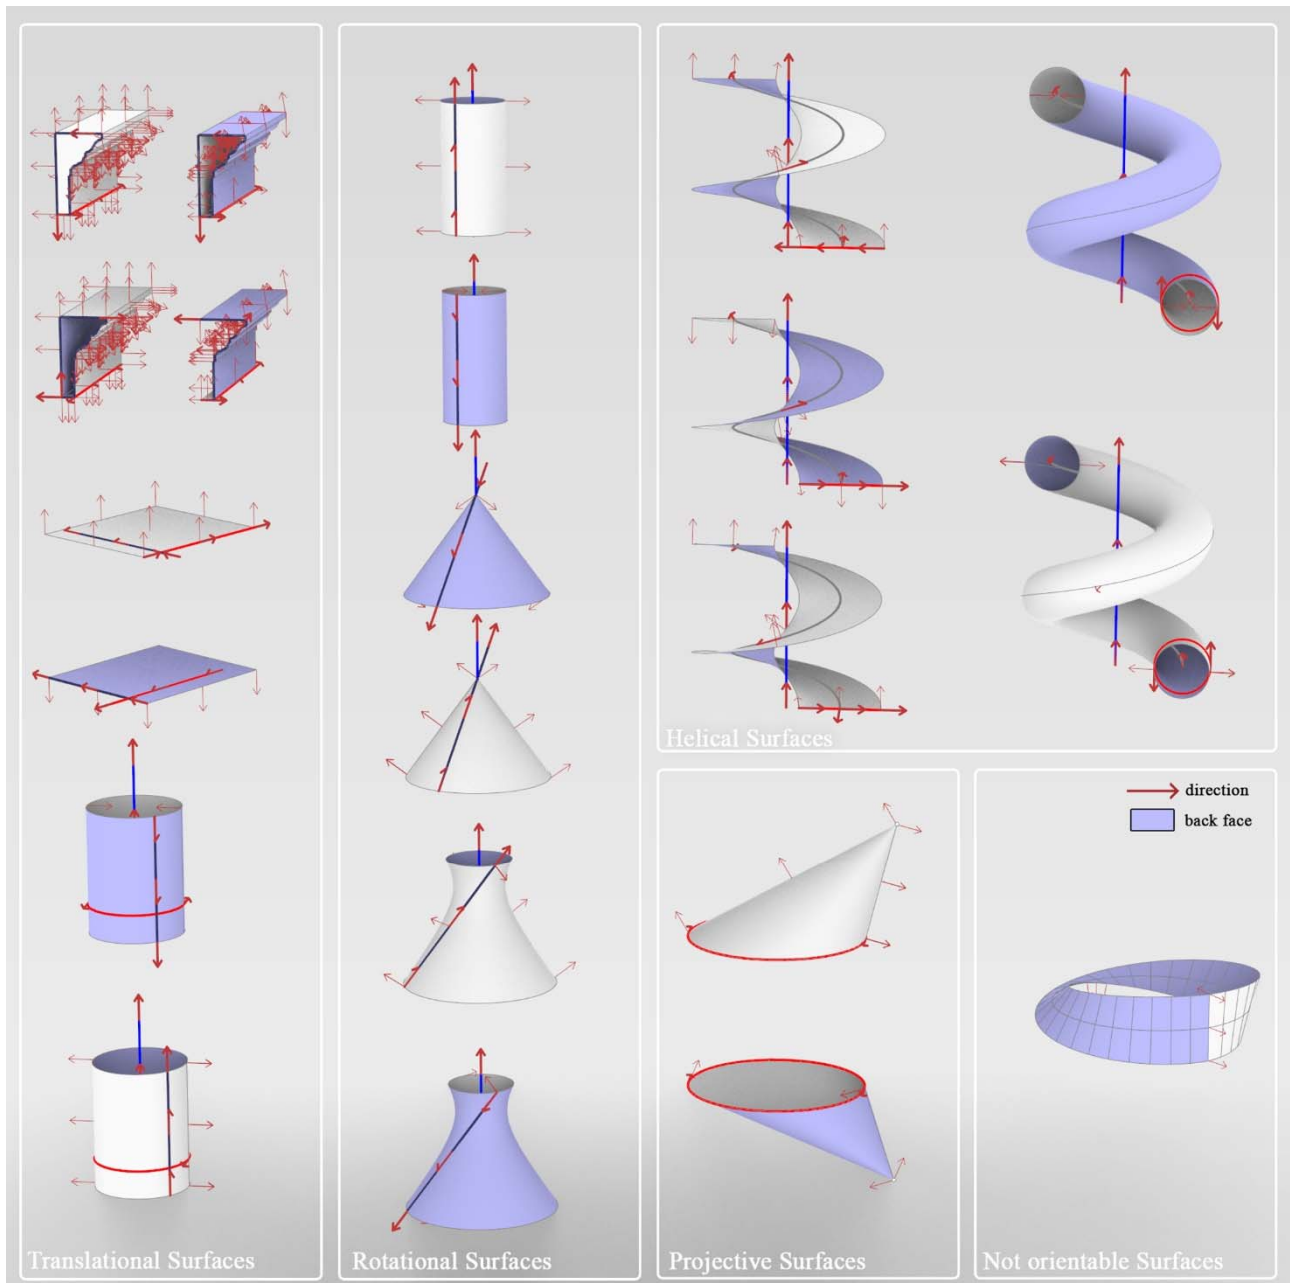 Helical Surfaces
direction
back face
Translational Surfaces
Rotational Surfaces
Projective Surfaces
Not orientable Surfaces